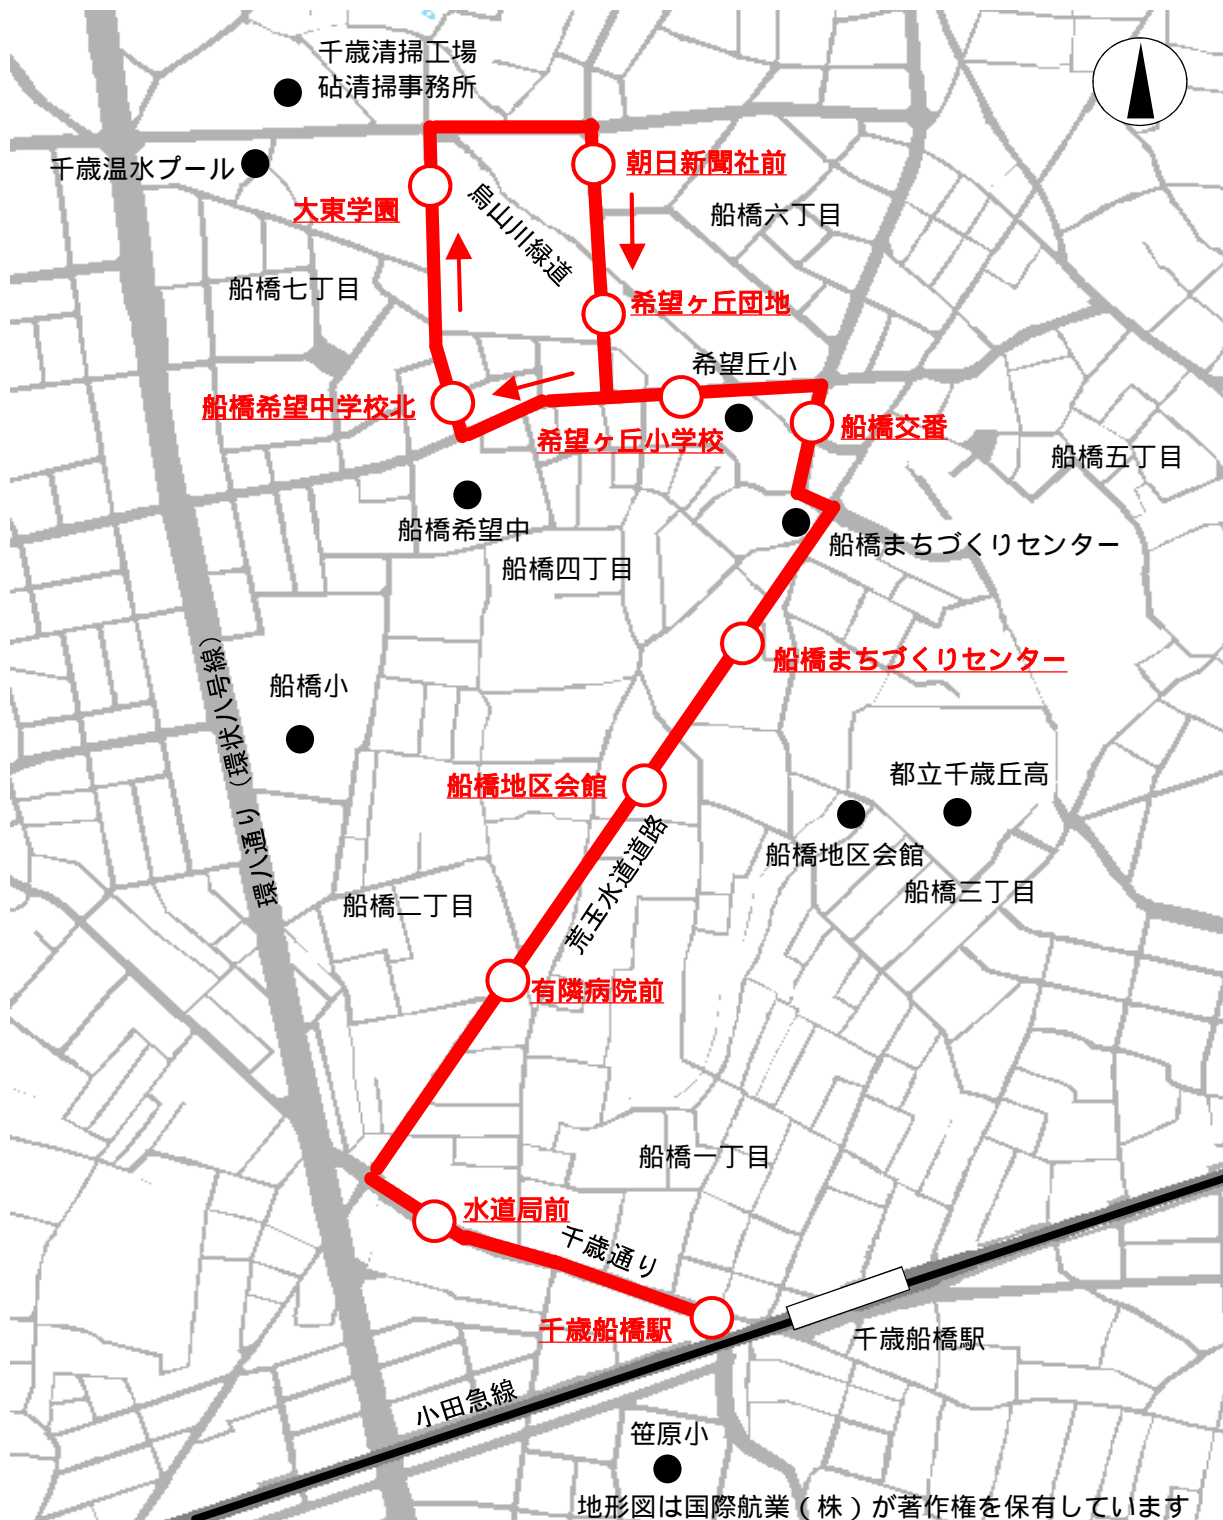 千歳清掃工場
砧清掃事務所
千歳温水プール
朝日新聞社前
大東学園
烏山川緑道
船橋六丁目
船橋七丁目
希望ヶ丘団地
希望丘小
船橋希望中学校北
希望ヶ丘小学校
船橋交番
船橋五丁目
船橋希望中
船橋まちづくりセンター
船橋四丁目
船橋まちづくりセンター
環八通り（環状八号線）
船橋小
船橋地区会館
都立千歳丘高
荒玉水道道路
船橋地区会館
船橋三丁目
船橋二丁目
有隣病院前
船橋一丁目
水道局前
千歳通り
千歳船橋駅
千歳船橋駅
小田急線
笹原小
地形図は国際航業（株）が著作権を保有しています